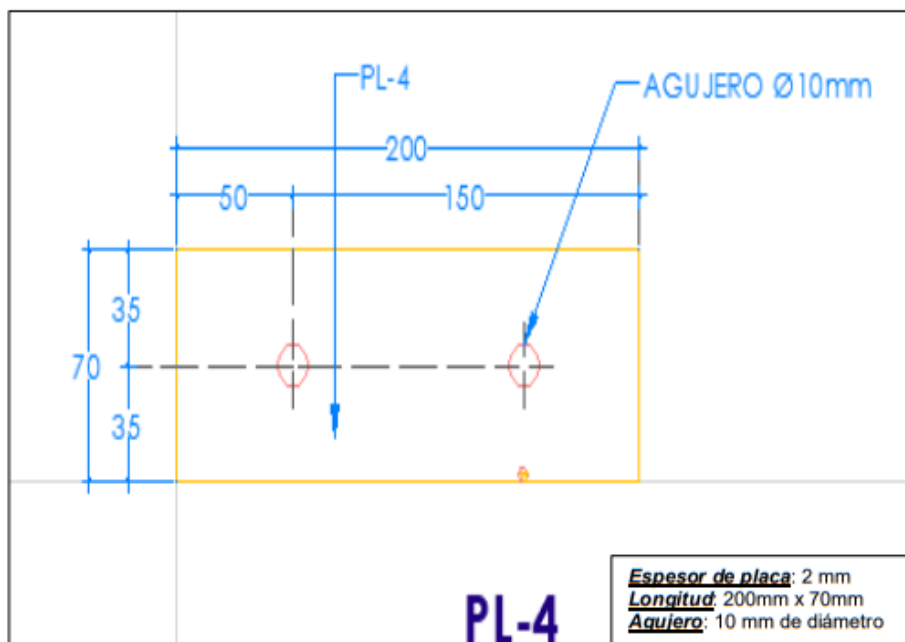 PL-4
AGUJERO Ø10mm
200
50
150
35
70
35
PL-4
Espesor de placa: 2 mm
Longitud: 200mm x 70mm
Agujero: 10 mm de diámetro